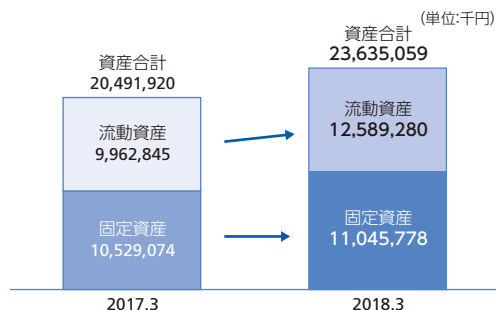 (単位:千円)
資産合計
20,491,920
流動資産
9,962,845
固定資産
10,529,074
2017.3
資産合計
23,635,059
流動資産
12,589,280
固定資産
11,045,778
2018.3